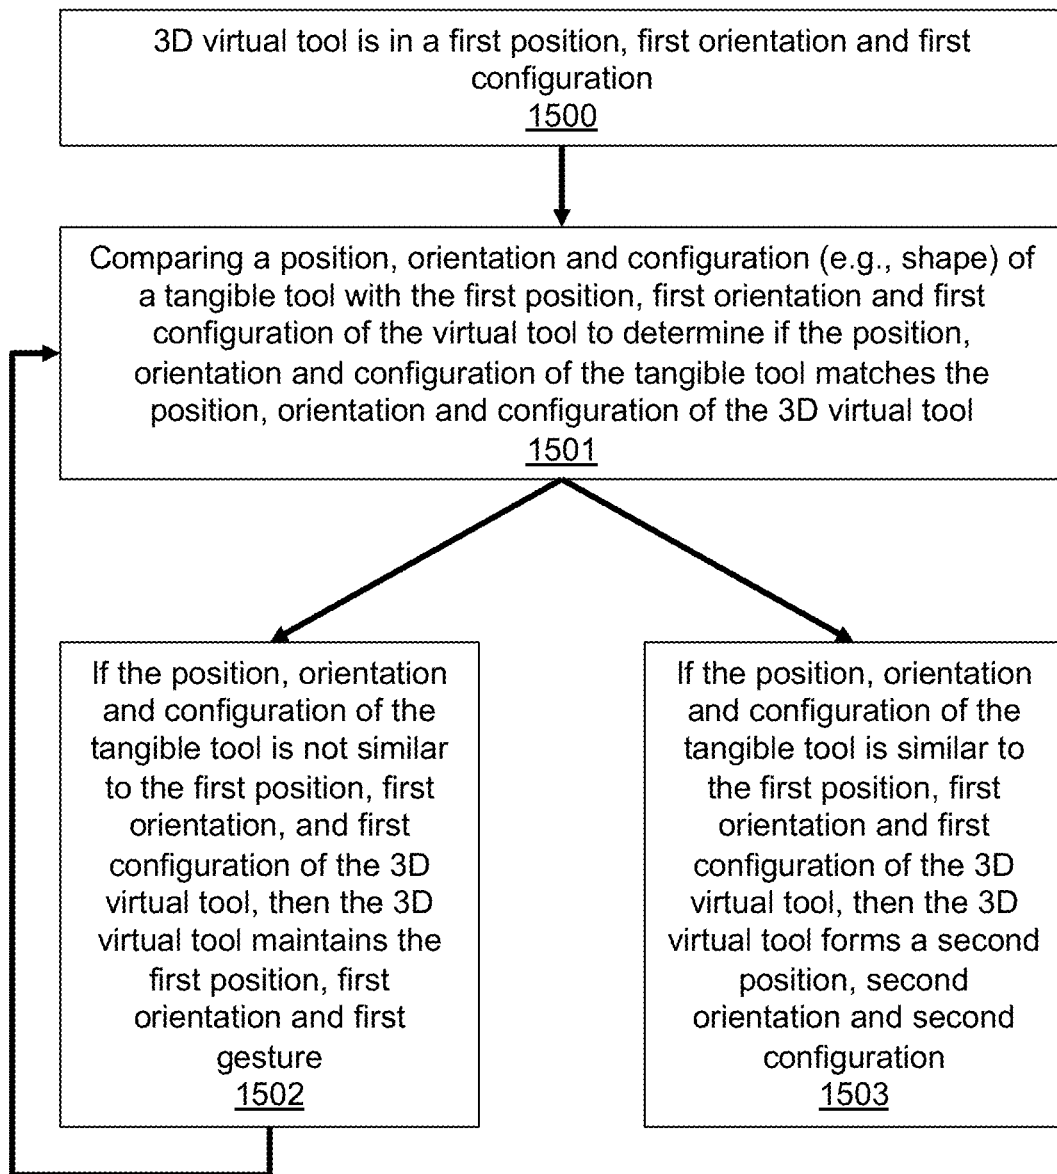 3D virtual tool is in a first position, first orientation and first
configuration
1500
Comparing a position, orientation and configuration (e.g., shape) of
a tangible tool with the first position, first orientation and first
configuration of the virtual tool to determine if the position,
orientation and configuration of the tangible tool matches the
position, orientation and configuration of the 3D virtual tool
1501
If the position, orientation
and configuration of the
tangible tool is not similar
to the first position, first
orientation, and first
configuration of the 3D
virtual tool, then the 3D
virtual tool maintains the
first position, first
orientation and first
gesture
1502
If the position, orientation
and configuration of the
tangible tool is similar to
the first position, first
orientation and first
configuration of the 3D
virtual tool, then the 3D
virtual tool forms a second
position, second
orientation and second
configuration
1503